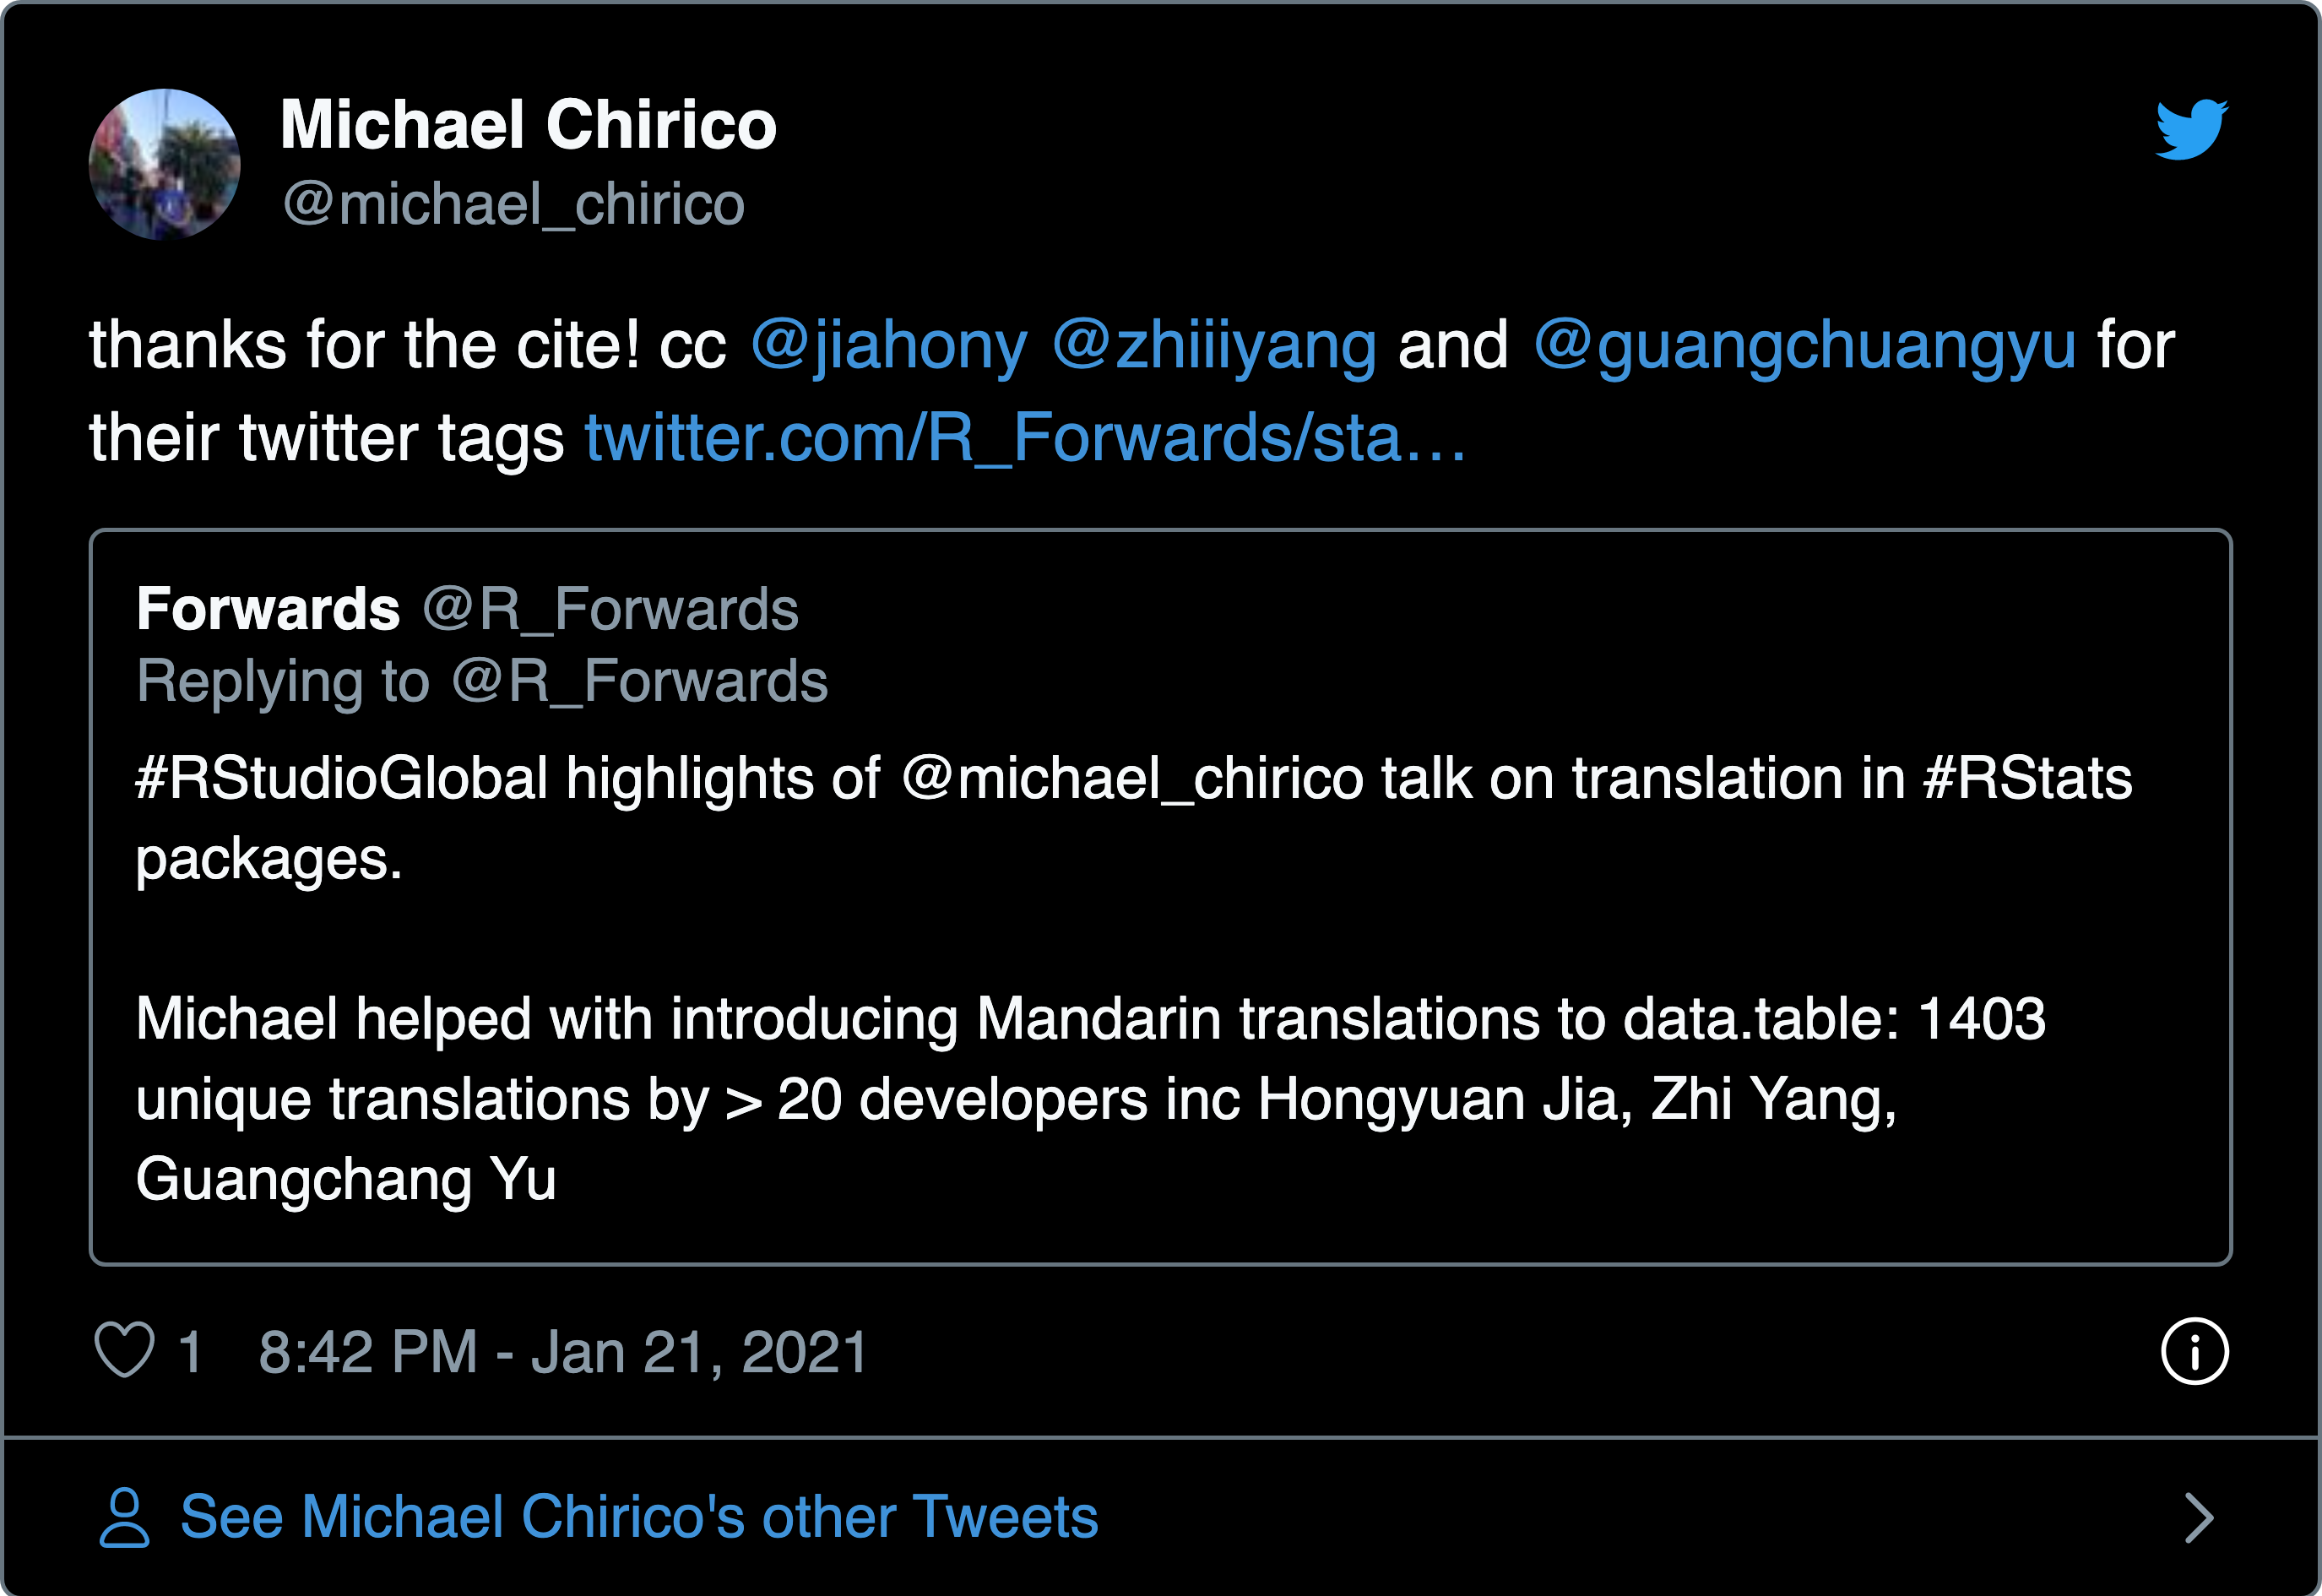 Michael Chirico
@michael_chirico
thanks for the cite! cc @jiahony @zhiiiyang and @guangchuangyu for
their twitter tags twitter.com/R_Forwards/sta…
Forwards @R_Forwards
Replying to @R_Forwards
#RStudioGlobal highlights of @michael_chirico talk on translation in #RStats
packages.
Michael helped with introducing Mandarin translations to data.table: 1403
unique translations by > 20 developers inc Hongyuan Jia, Zhi Yang,
Guangchang Yu
1 8:42 PM - Jan 21, 2021
See Michael Chirico's other Tweets